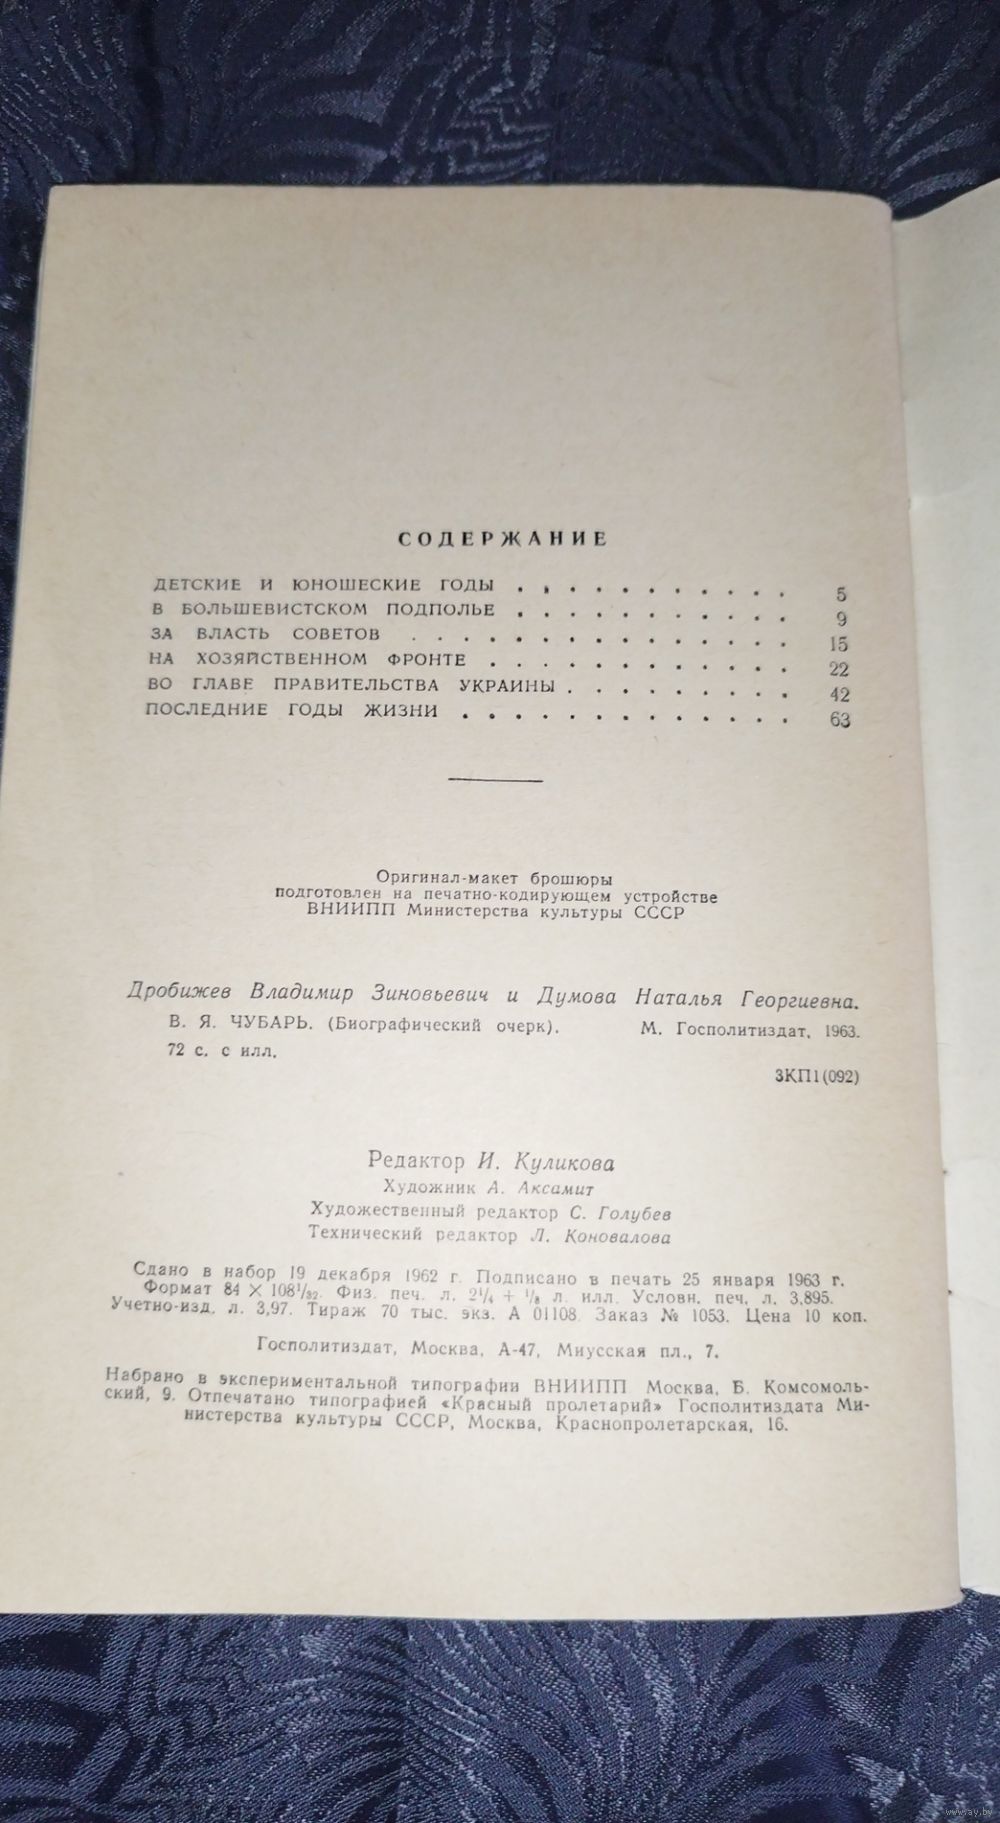 СОДЕРЖАНИЕ
ДЕТСКИЕ И ЮНОШЕСКИЕ ГОДЫ . . . . . . . . . . . 5
В БОЛЬШЕВИСТСКОМ ПОДПОЛЬЕ . . . . . . . . . . . 9
ЗА ВЛАСТЬ СОВЕТОВ . . . . . . . . . . . . . . . 15
НА ХОЗЯЙСТВЕННОМ ФРОНТЕ . . . . . . . . . . . . 22
ВО ГЛАВЕ ПРАВИТЕЛЬСТВА УКРАИНЫ . . . . . . . . . 42
ПОСЛЕДНИЕ ГОДЫ ЖИЗНИ . . . . . . . . . . . . . 63
Оригинал-макет брошюры
подготовлен на печатно-кодирующем устройстве
ВНИИПП Министерства культуры СССР
Дробижев Владимир Зиновьевич и Думова Наталья Георгиевна.
В. Я. ЧУБАРЬ. (Биографический очерк). М. Госполитиздат, 1963.
72 с. с илл.
3КП1(092)
Редактор И. Куликова
Художник А. Аксамит
Художественный редактор С. Голубев
Технический редактор Л. Коновалова
Сдано в набор 19 декабря 1962 г. Подписано в печать 25 января 1963 г.
Формат 84 × 108¹/₃₂. Физ. печ. л. 2¹/₄ + ¹/₈ л. илл. Условн. печ. л. 3,895.
Учетно-изд. л. 3,97. Тираж 70 тыс. экз. А 01108. Заказ № 1053. Цена 10 коп.
Госполитиздат, Москва, А-47, Миусская пл., 7.
Набрано в экспериментальной типографии ВНИИПП Москва, Б. Комсомоль-
ский, 9. Отпечатано типографией «Красный пролетарий» Госполитиздата Ми-
нистерства культуры СССР, Москва, Краснопролетарская, 16.
www.ay.by